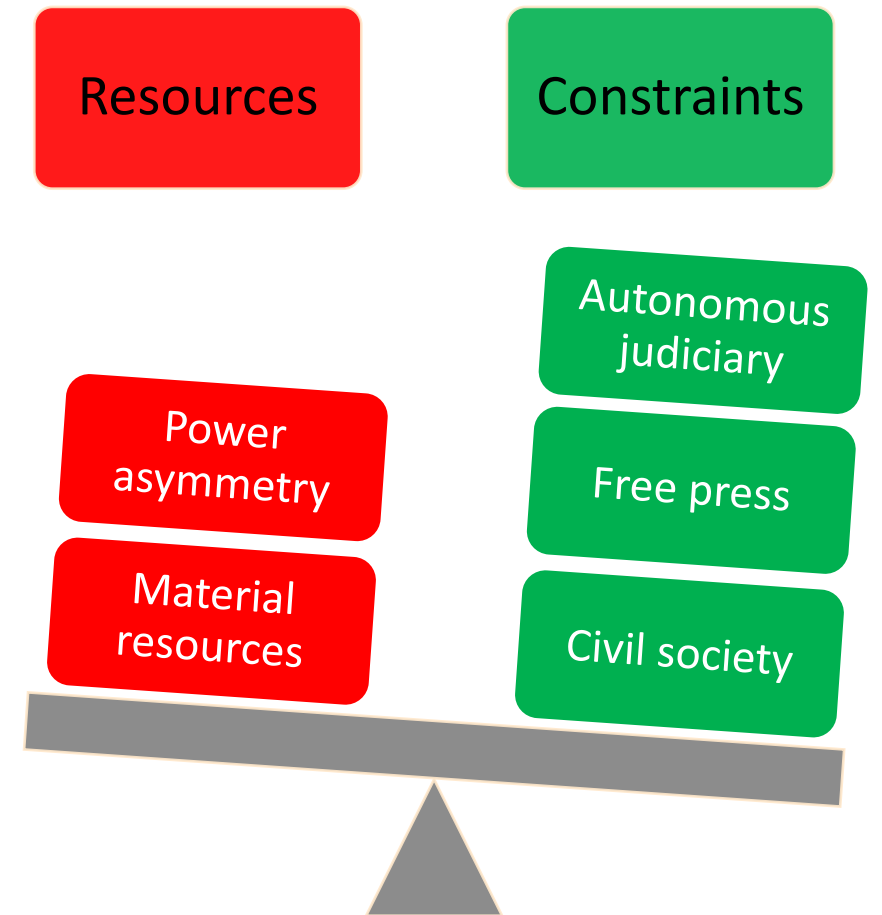 Resources
Constraints
Power
asymmetry
Material
resources
Autonomous
judiciary
Free press
Civil society